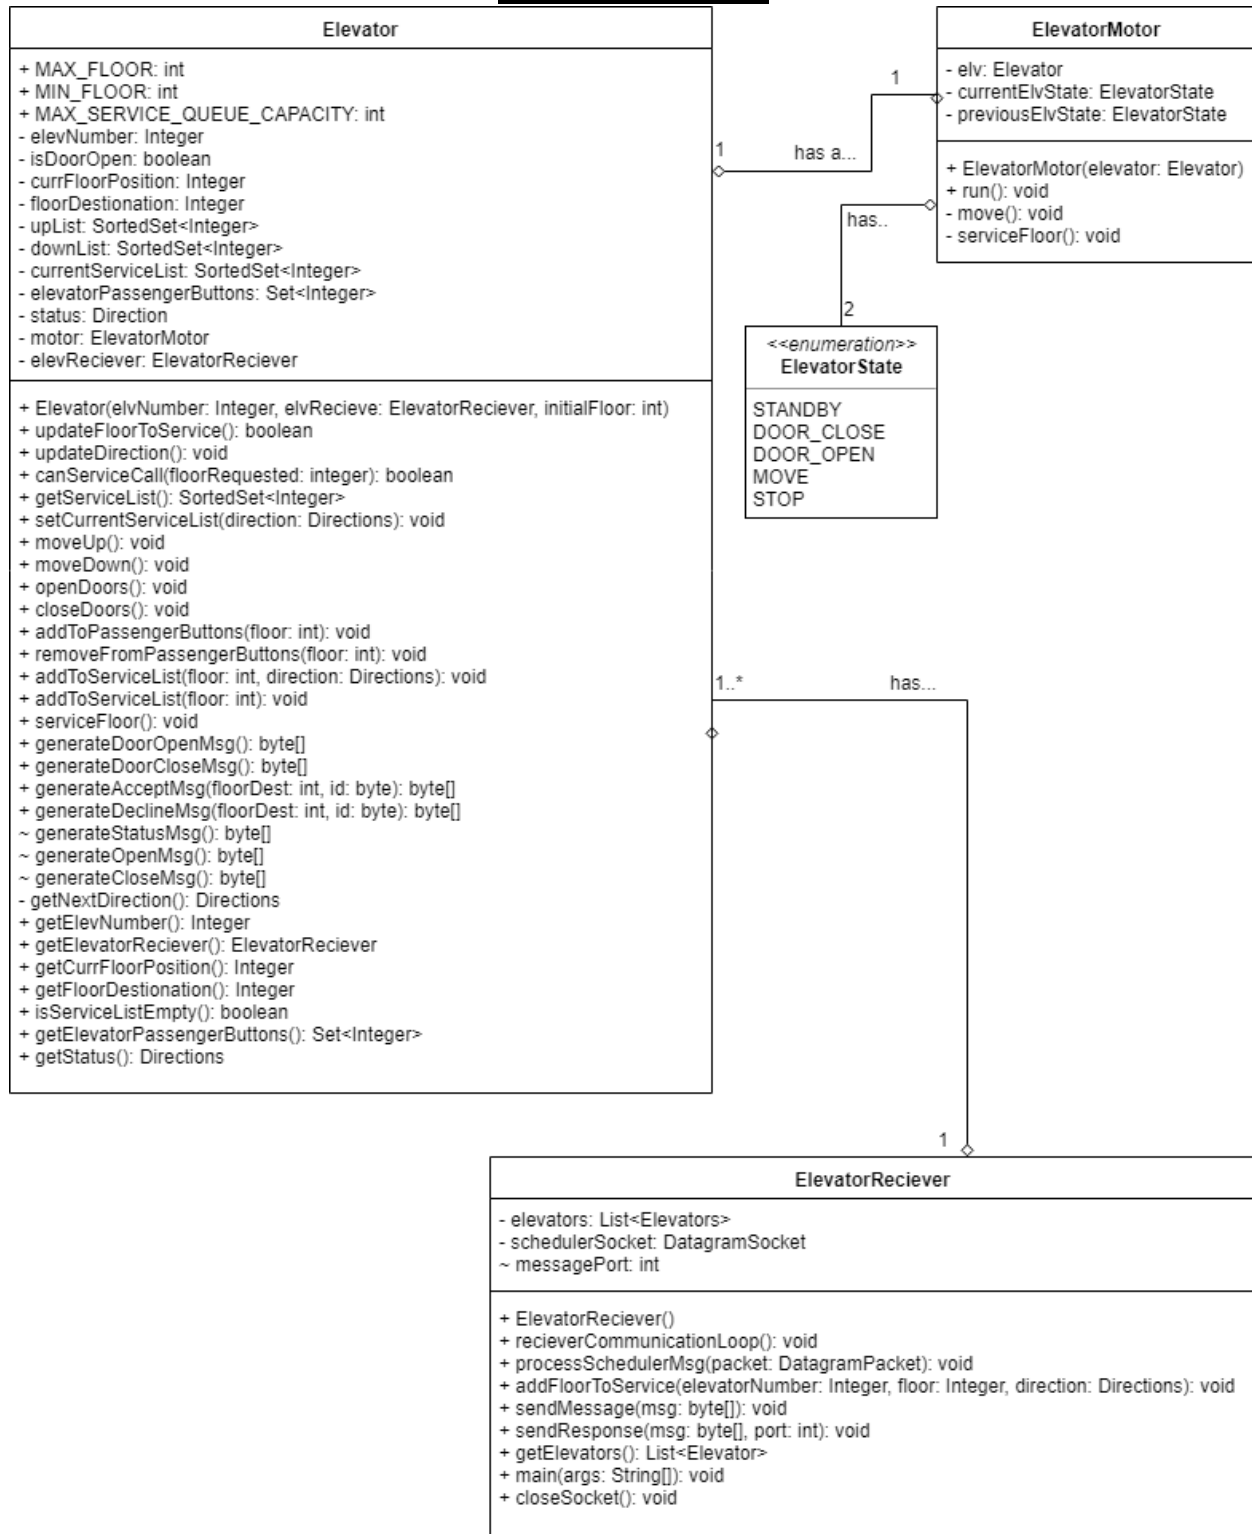 Elevator
+ MAX_FLOOR: int
+ MIN_FLOOR: int
+ MAX_SERVICE_QUEUE_CAPACITY: int
- elevNumber: Integer
- isDoorOpen: boolean
- currFloorPosition: Integer
- floorDestionation: Integer
- upList: SortedSet<Integer>
- downList: SortedSet<Integer>
- currentServiceList: SortedSet<Integer>
- elevatorPassengerButtons: Set<Integer>
- status: Direction
- motor: ElevatorMotor
- elevReciever: ElevatorReciever
+ Elevator(elvNumber: Integer, elvRecieve: ElevatorReciever, initialFloor: int)
+ updateFloorToService(): boolean
+ updateDirection(): void
+ canServiceCall(floorRequested: integer): boolean
+ getServiceList(): SortedSet<Integer>
+ setCurrentServiceList(direction: Directions): void
+ moveUp(): void
+ moveDown(): void
+ openDoors(): void
+ closeDoors(): void
+ addToPassengerButtons(floor: int): void
+ removeFromPassengerButtons(floor: int): void
+ addToServiceList(floor: int, direction: Directions): void
+ addToServiceList(floor: int): void
+ serviceFloor(): void
+ generateDoorOpenMsg(): byte[]
+ generateDoorCloseMsg(): byte[]
+ generateAcceptMsg(floorDest: int, id: byte): byte[]
+ generateDeclineMsg(floorDest: int, id: byte): byte[]
~ generateStatusMsg(): byte[]
~ generateOpenMsg(): byte[]
~ generateCloseMsg(): byte[]
- getNextDirection(): Directions
+ getElevNumber(): Integer
+ getElevatorReciever(): ElevatorReciever
+ getCurrFloorPosition(): Integer
+ getFloorDestionation(): Integer
+ isServiceListEmpty(): boolean
+ getElevatorPassengerButtons(): Set<Integer>
+ getStatus(): Directions
1
has a...
1
ElevatorMotor
- elv: Elevator
- currentElvState: ElevatorState
- previousElvState: ElevatorState
+ ElevatorMotor(elevator: Elevator)
+ run(): void
- move(): void
- serviceFloor(): void
has..
2
<<enumeration>>
ElevatorState
STANDBY
DOOR_CLOSE
DOOR_OPEN
MOVE
STOP
1..*
has...
1
ElevatorReciever
- elevators: List<Elevators>
- schedulerSocket: DatagramSocket
~ messagePort: int
+ ElevatorReciever()
+ recieverCommunicationLoop(): void
+ processSchedulerMsg(packet: DatagramPacket): void
+ addFloorToService(elevatorNumber: Integer, floor: Integer, direction: Directions): void
+ sendMessage(msg: byte[]): void
+ sendResponse(msg: byte[], port: int): void
+ getElevators(): List<Elevator>
+ main(args: String[]): void
+ closeSocket(): void